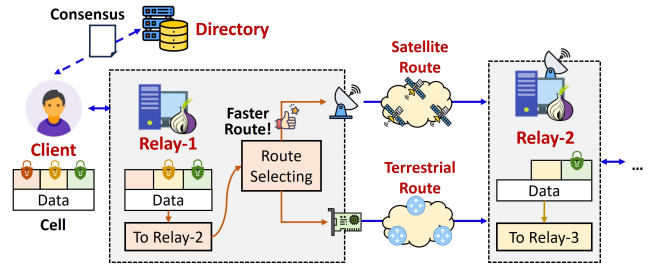 Consensus
Directory
Client
Data
Cell
Relay-1
Data
To Relay-2
Faster
Route!
Route
Selecting
Satellite
Route
Terrestrial
Route
Relay-2
Data
To Relay-3
...